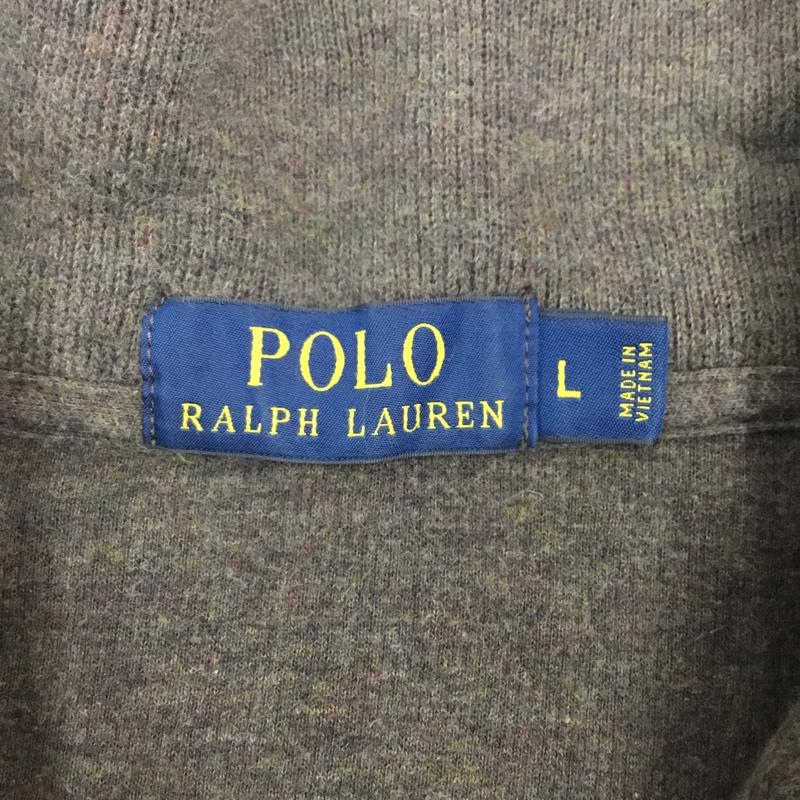 POLO
RALPH LAUREN
L
MADE IN
VIETNAM